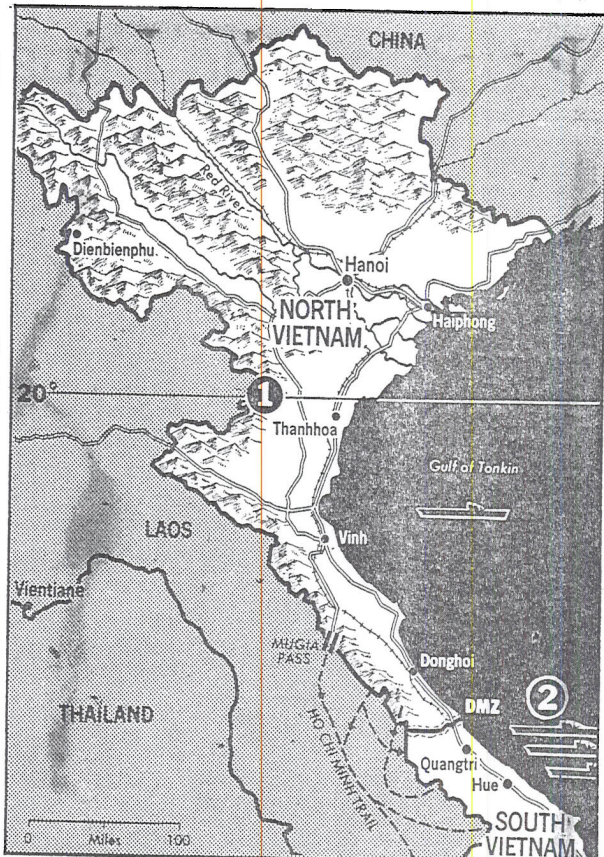 CHINA
Red River
Dienbienphu
Hanoi
NORTH
VIETNAM
Haiphong
20°
1
Thanhhoa
Gulf of Tonkin
LAOS
Vinh
Vientiane
MUGIA
PASS
Donghoi
THAILAND
HO CHI MINH TRAIL
DMZ
2
Quangtri
Hue
SOUTH
VIETNAM
0 Miles 100